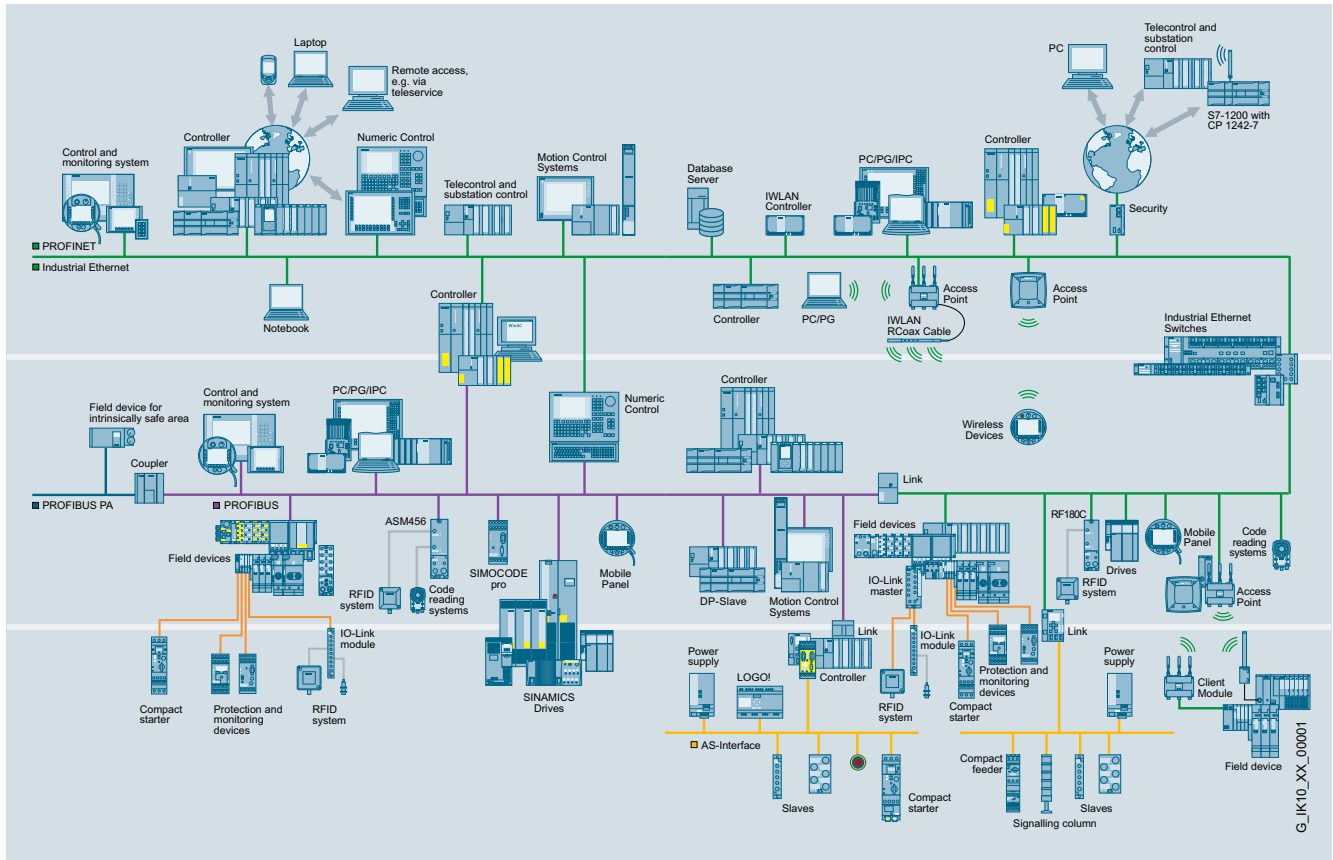 Laptop
Remote access,
e.g. via
teleservice
PC
Telecontrol and
substation
control
S7-1200 with
CP 1242-7
Control and
monitoring system
Controller
Numeric Control
Telecontrol and
substation control
Motion Control
Systems
Database
Server
IWLAN
Controller
PC/PG/IPC
Controller
Security
PROFINET
Industrial Ethernet
Notebook
Controller
WinAC
Controller
PC/PG
Access
Point
IWLAN
RCoax Cable
Access
Point
Industrial Ethernet
Switches
Field device for
intrinsically safe area
Control and
monitoring system
PC/PG/IPC
Numeric
Control
Controller
Wireless
Devices
Coupler
Link
PROFIBUS PA
PROFIBUS
Field devices
ASM456
RFID
system
Code
reading
systems
SIMOCODE
pro
Mobile
Panel
DP-Slave
Motion Control
Systems
Field devices
IO-Link
master
RF180C
RFID
system
Drives
Mobile
Panel
Code
reading
systems
Access
Point
IO-Link
module
Compact
starter
Protection and
monitoring
devices
RFID
system
SINAMICS
Drives
Link
Controller
Power
supply
LOGO!
RFID
system
IO-Link
module
Compact
starter
Protection and
monitoring
devices
Link
Power
supply
Client
Module
Field device
AS-Interface
Slaves
Compact
starter
Compact
feeder
Signalling column
Slaves
G_IK10_XX_00001